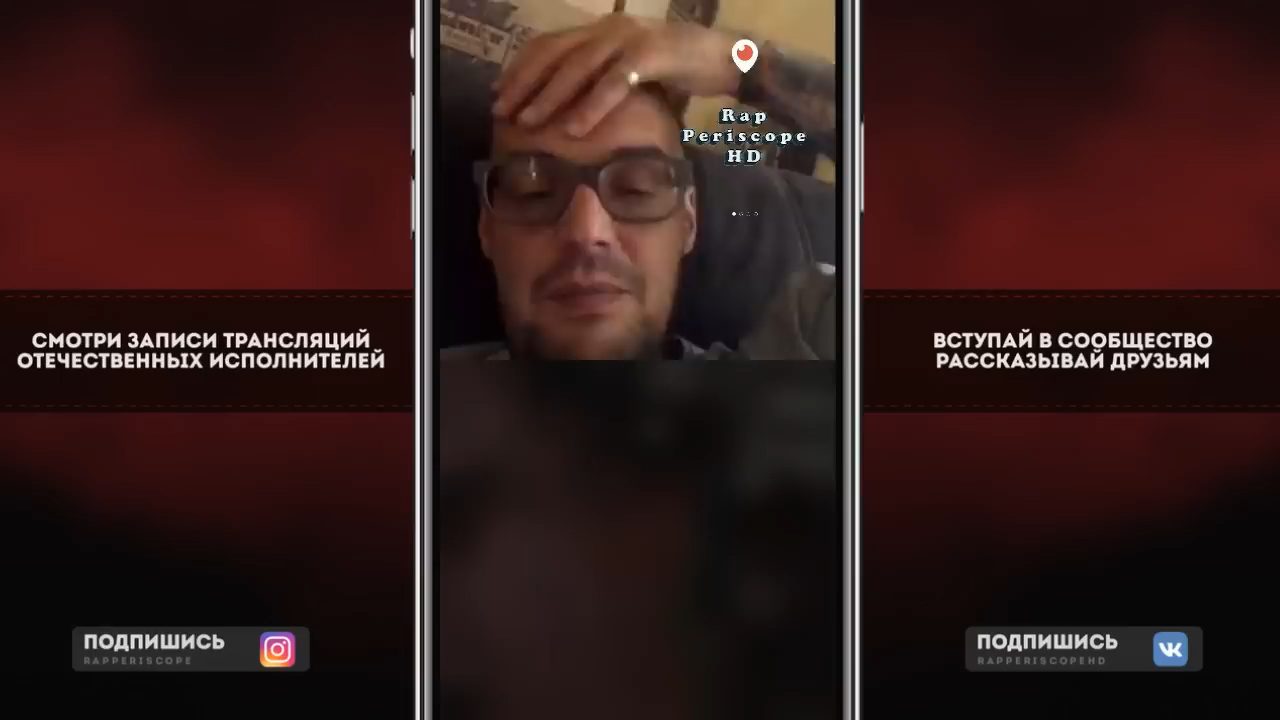 Rap
Periscope
HD
СМОТРИ ЗАПИСИ ТРАНСЛЯЦИЙ
ОТЕЧЕСТВЕННЫХ ИСПОЛНИТЕЛЕЙ
ВСТУПАЙ В СООБЩЕСТВО
РАССКАЗЫВАЙ ДРУЗЬЯМ
ПОДПИШИСЬ
RAPPERISCOPE
ПОДПИШИСЬ
RAPPERISCOPEHD